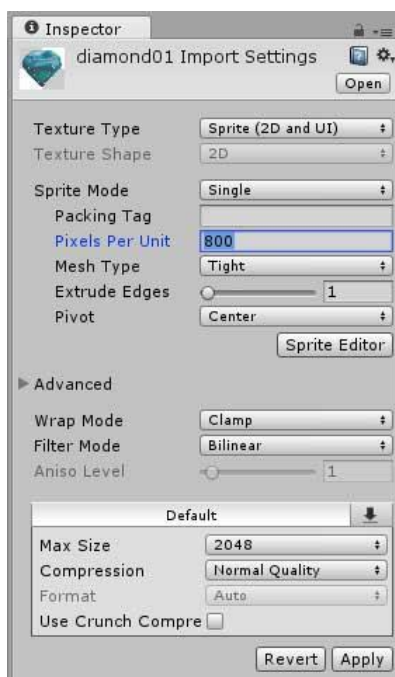 Inspector
diamond01 Import Settings
Open
Texture Type Sprite (2D and UI)
Texture Shape 2D
Sprite Mode Single
Packing Tag
Pixels Per Unit 800
Mesh Type Tight
Extrude Edges 1
Pivot Center
Sprite Editor
Advanced
Wrap Mode Clamp
Filter Mode Bilinear
Aniso Level 1
Default
Max Size 2048
Compression Normal Quality
Format Auto
Use Crunch Compre
Revert Apply